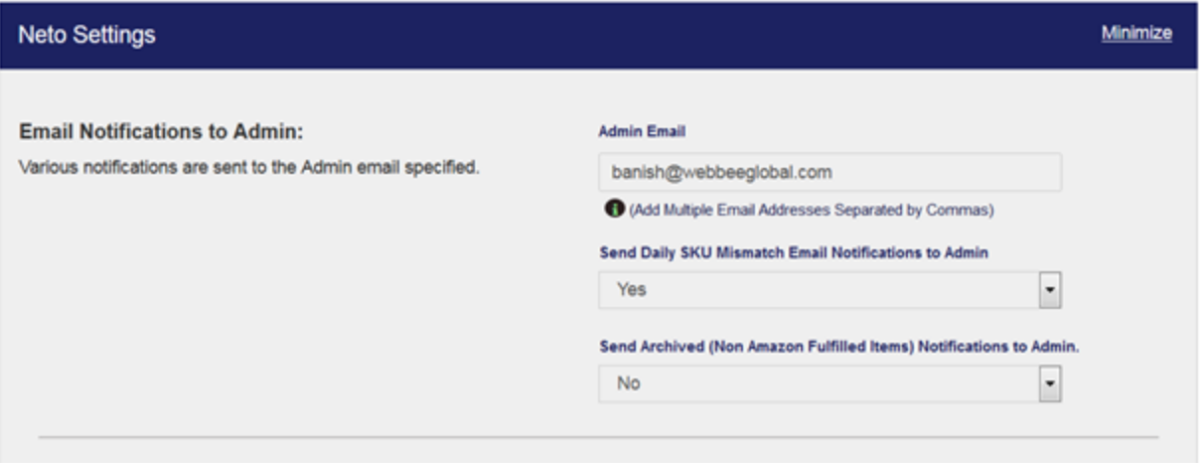 Neto Settings
Minimize
Email Notifications to Admin:
Various notifications are sent to the Admin email specified.
Admin Email
banish@webbeeglobal.com
(Add Multiple Email Addresses Separated by Commas)
Send Daily SKU Mismatch Email Notifications to Admin
Yes
Send Archived (Non Amazon Fulfilled Items) Notifications to Admin.
No